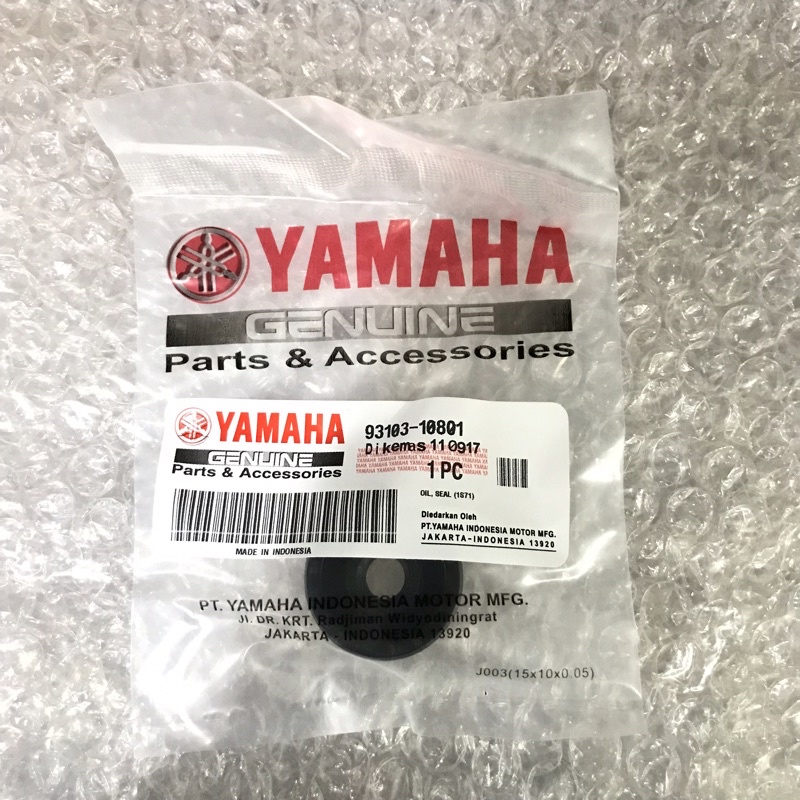 YAMAHA
GENUINE
Parts & Accessories
YAMAHA
GENUINE
Parts & Accessories
MADE IN INDONESIA
93103-10801
Dikemas 110917
1 PC
OIL, SEAL (1S71)
Diedarkan Oleh
PT.YAMAHA INDONESIA MOTOR MFG.
JAKARTA-INDONESIA 13920
PT. YAMAHA INDONESIA MOTOR MFG.
Jl. DR. KRT. Radjiman Widyodiningrat
JAKARTA - INDONESIA 13920
J003(15x10x0.05)